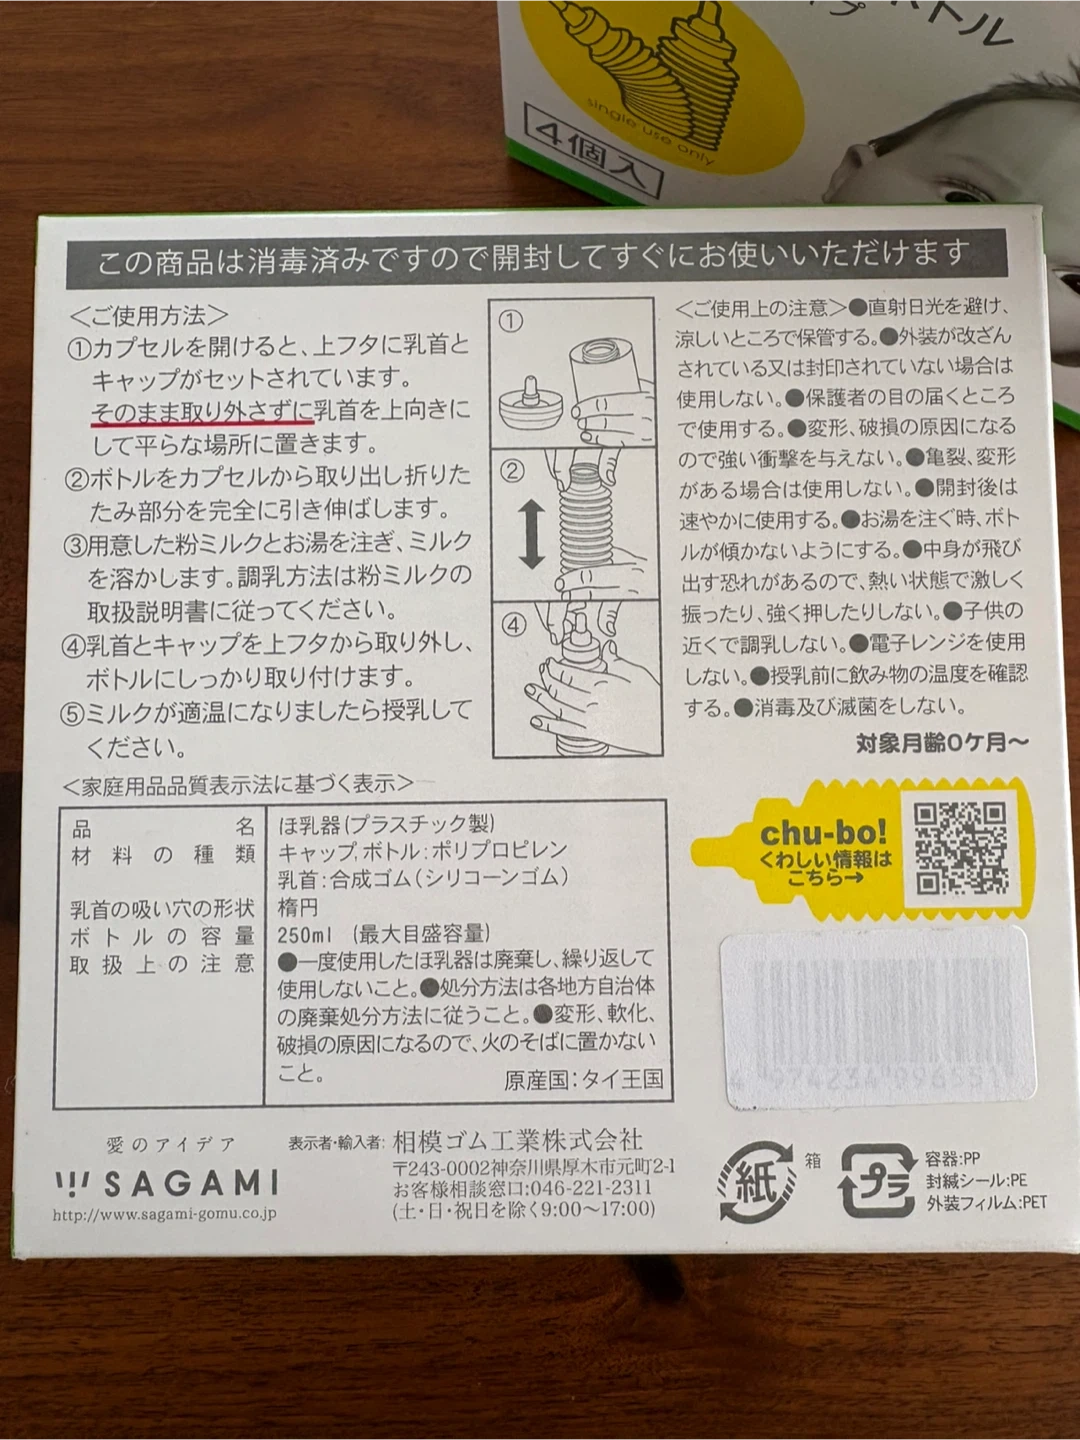 トル
プ
single use only
4個入
この商品は消毒済みですので開封してすぐにお使いいただけます
＜ご使用方法＞
①カプセルを開けると、上フタに乳首と
キャップがセットされています。
そのまま取り外さずに乳首を上向きに
して平らな場所に置きます。
②ボトルをカプセルから取り出し折りた
たみ部分を完全に引き伸ばします。
③用意した粉ミルクとお湯を注ぎ、ミルク
を溶かします。調乳方法は粉ミルクの
取扱説明書に従ってください。
④乳首とキャップを上フタから取り外し、
ボトルにしっかり取り付けます。
⑤ミルクが適温になりましたら授乳して
ください。
①
②
④
＜ご使用上の注意＞●直射日光を避け、
涼しいところで保管する。●外装が改ざん
されている又は封印されていない場合は
使用しない。●保護者の目の届くところ
で使用する。●変形、破損の原因になる
ので強い衝撃を与えない。●亀裂、変形
がある場合は使用しない。●開封後は
速やかに使用する。●お湯を注ぐ時、ボト
ルが傾かないようにする。●中身が飛び
出す恐れがあるので、熱い状態で激しく
振ったり、強く押したりしない。●子供の
近くで調乳しない。●電子レンジを使用
しない。●授乳前に飲み物の温度を確認
する。●消毒及び滅菌をしない。
対象月齢0ケ月～
＜家庭用品品質表示法に基づく表示＞
品名 ほ乳器(プラスチック製)
材料の種類 キャップ,ボトル:ポリプロピレン
乳首:合成ゴム(シリコーンゴム)
乳首の吸い穴の形状 楕円
ボトルの容量 250ml (最大目盛容量)
取扱上の注意 ●一度使用したほ乳器は廃棄し、繰り返して
使用しないこと。●処分方法は各地方自治体
の廃棄処分方法に従うこと。●変形、軟化、
破損の原因になるので、火のそばに置かない
こと。 原産国:タイ王国
chu-bo!
くわしい情報は
こちら→
4 974234 996551
愛のアイデア
SAGAMI
http://www.sagami-gomu.co.jp
表示者・輸入者: 相模ゴム工業株式会社
〒243-0002神奈川県厚木市元町2-1
お客様相談窓口:046-221-2311
(土・日・祝日を除く9:00～17:00)
紙
箱
プラ
容器:PP
封緘シール:PE
外装フィルム:PET